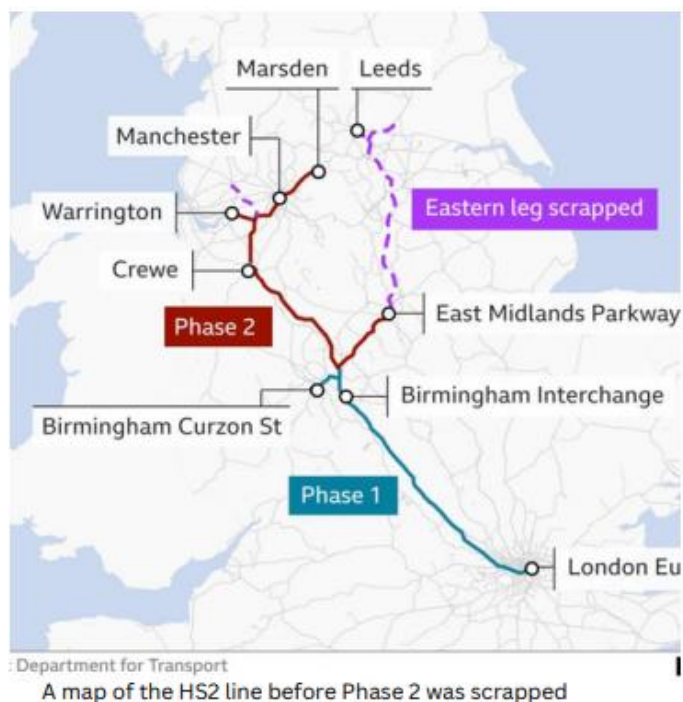 Marsden
Leeds
Manchester
Warrington
Eastern leg scrapped
Crewe
Phase 2
East Midlands Parkway
Birmingham Interchange
Birmingham Curzon St
Phase 1
London Eu
: Department for Transport
A map of the HS2 line before Phase 2 was scrapped